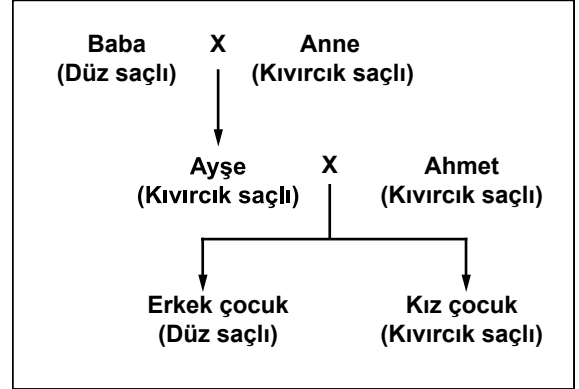 Baba X Anne
(Düz saçlı) (Kıvırcık saçlı)
Ayşe X Ahmet
(Kıvırcık saçlı) (Kıvırcık saçlı)
Erkek çocuk Kız çocuk
(Düz saçlı) (Kıvırcık saçlı)